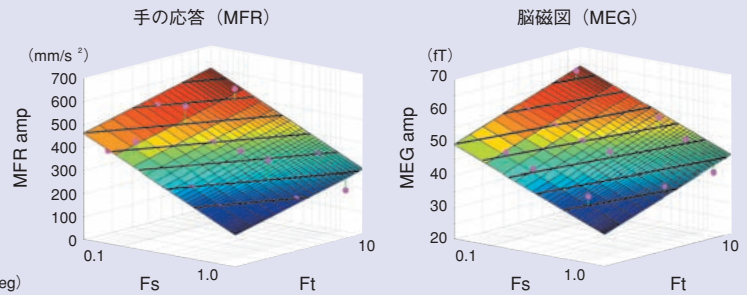 手の応答（MFR）
（mm/s ²）
700
600
500
400
300
200
100
0
MFR amp
0.1
1.0
10
Fs
Ft
eg）
脳磁図（MEG）
（fT）
70
60
50
40
30
20
MEG amp
0.1
1.0
10
Fs
Ft